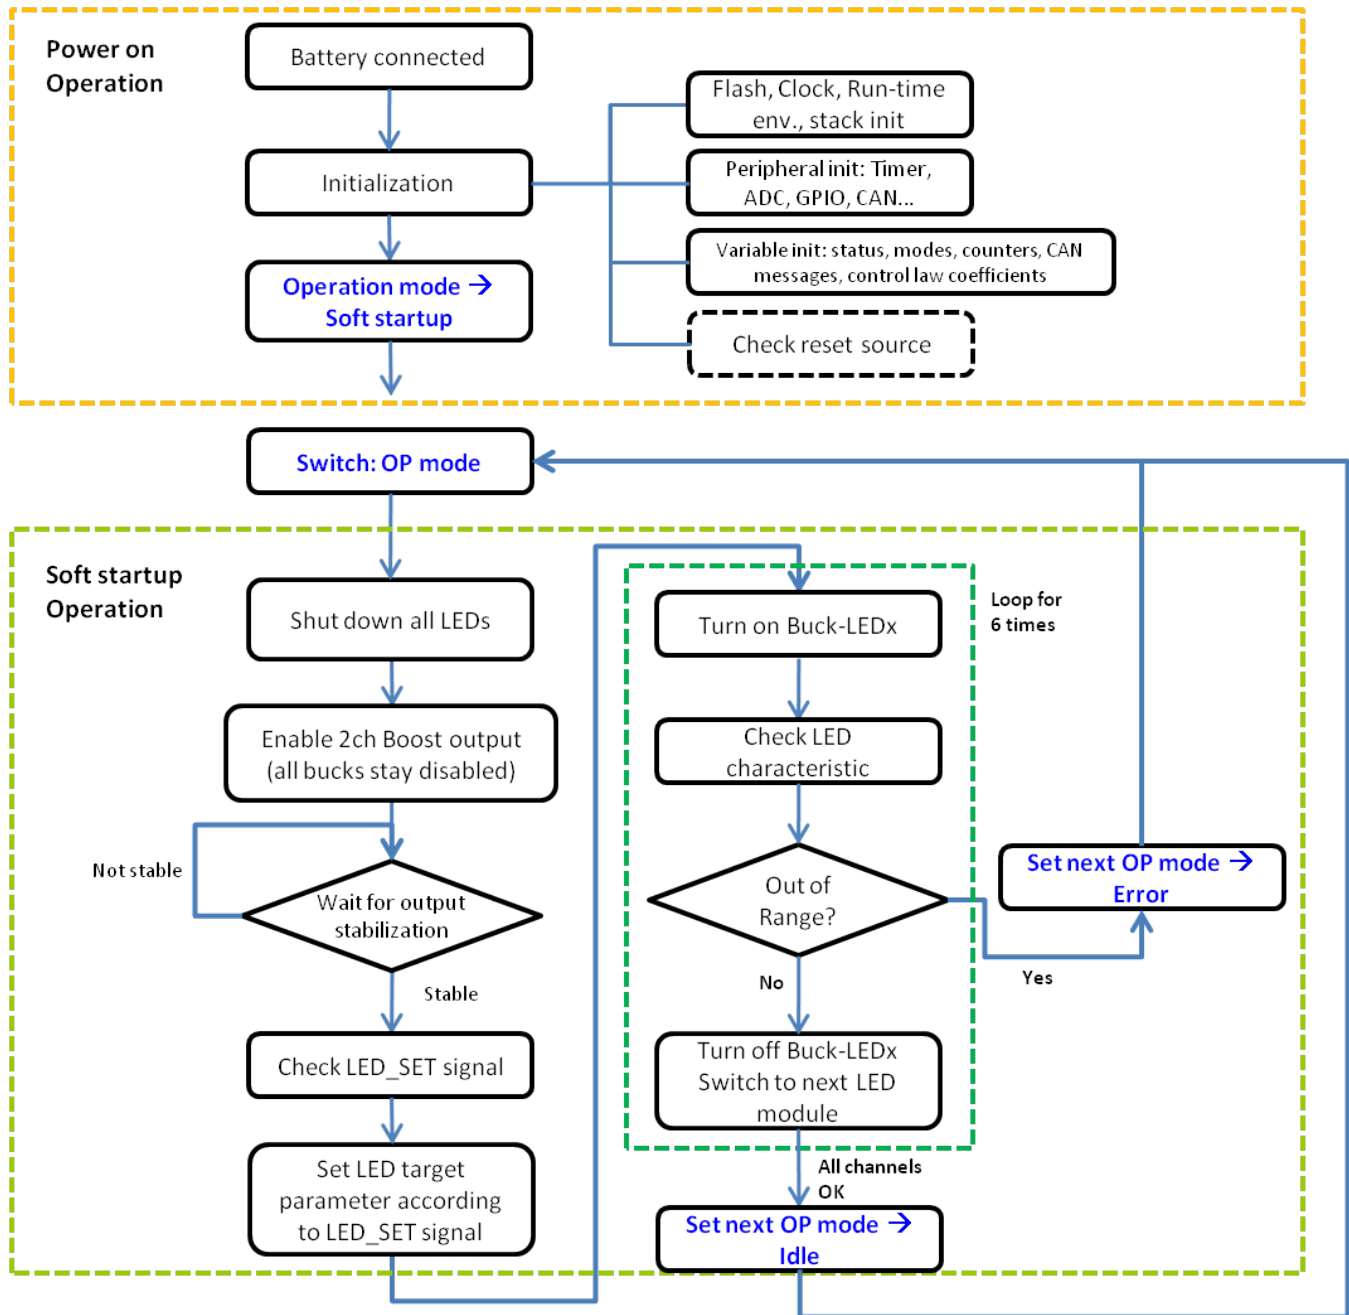 Power on
Operation
Battery connected
Initialization
Operation mode →
Soft startup
Flash, Clock, Run-time
env., stack init
Peripheral init: Timer,
ADC, GPIO, CAN...
Variable init: status, modes, counters, CAN
messages, control law coefficients
Check reset source
Switch: OP mode
Soft startup
Operation
Shut down all LEDs
Enable 2ch Boost output
(all bucks stay disabled)
Not stable
Wait for output
stabilization
Stable
Check LED_SET signal
Set LED target
parameter according
to LED_SET signal
Loop for
6 times
Turn on Buck-LEDx
Check LED
characteristic
Out of
Range?
No
Yes
Set next OP mode →
Error
Turn off Buck-LEDx
Switch to next LED
module
All channels
OK
Set next OP mode →
Idle